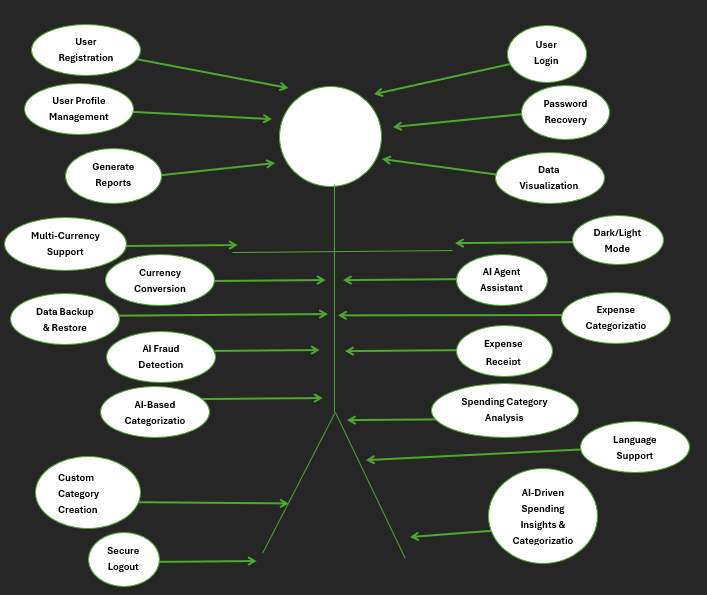 User
Registration
User
Login
User Profile
Management
Password
Recovery
Generate
Reports
Data
Visualization
Multi-Currency
Support
Dark/Light
Mode
Currency
Conversion
AI Agent
Assistant
Data Backup
& Restore
Expense
Categorizatio
AI Fraud
Detection
Expense
Receipt
AI-Based
Categorizatio
Spending Category
Analysis
Language
Support
Custom
Category
Creation
AI-Driven
Spending
Insights &
Categorizatio
Secure
Logout